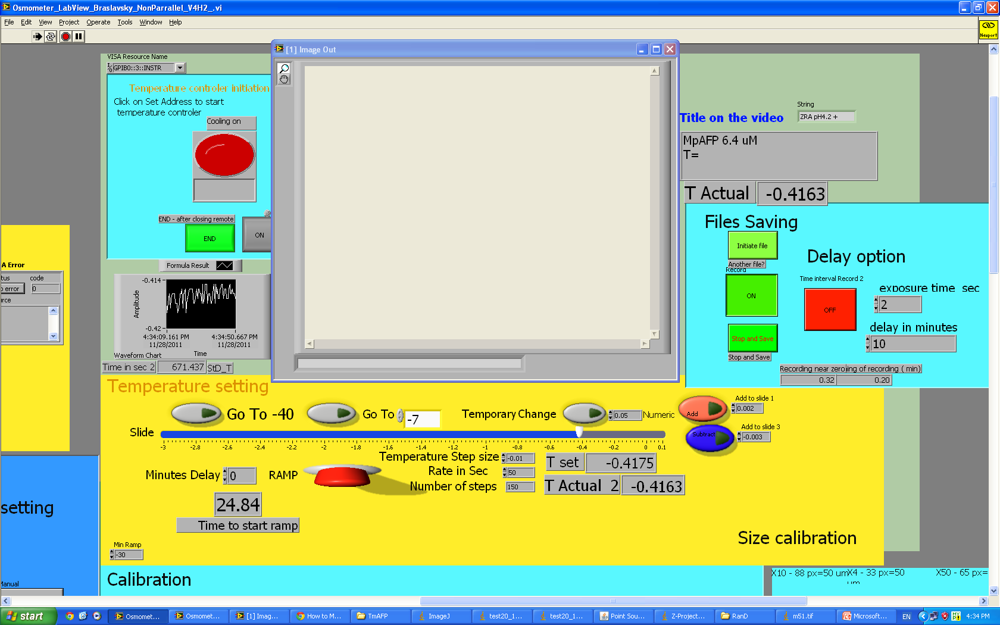 Osmometer_LabView_Braslavsky_NonParrallel_V4H2_.vi
File Edit View Project Operate Tools Window Help
Newport
VISA Resource Name
GPIB0::3::INSTR
Temperature controler initiation
Click on Set Address to start
temperature controler
Cooling on
END - after closing remote
END
ON
[1] Image Out
String
ZRA pH4.2 +
Title on the video
MpAFP 6.4 uM
T=
T Actual -0.4163
Files Saving
Initiate file
Another file?
Record
ON
Stop and Save
Stop and Save
Delay option
Time interval Record 2
OFF
exposure time sec
2
delay in minutes
10
Recording near zero
ing of recording ( min)
0.32 0.20
A Error
tus code
o error 0
rce
Formula Result
-0.414
Amplitude
-0.42
4:34:09.161 PM 4:34:50.667 PM
11/28/2011 11/28/2011
Waveform Chart Time
Time in sec 2 671.437 StD_T
Temperature setting
Go To -40 Go To -7 Temporary Change 0.05 Numeric
Add
Add to slide 1
0.002
Subtract
Add to slide 3
-0.003
Slide
-3 -2.8 -2.6 -2.4 -2.2 -2 -1.8 -1.6 -1.4 -1.2 -1 -0.8 -0.6 -0.4 -0.2 0 0.1
Temperature Step size -0.01
Rate in Sec 50
Number of steps 150
T set -0.4175
T Actual 2 -0.4163
Minutes Delay 0 RAMP
24.84
Time to start ramp
Min Ramp
-30
setting
Size calibration
Calibration
Manual
X10 - 88 px=50 um
X4 - 33 px=50
um
X50 - 65 px=
start Osmomet... Osmomet... [1] Imag... How to M... TmAFP ImageJ test20_1... test20_1... Point Sou... Z-Project... RanD m51.tif Microsoft... EN 4:34 PM